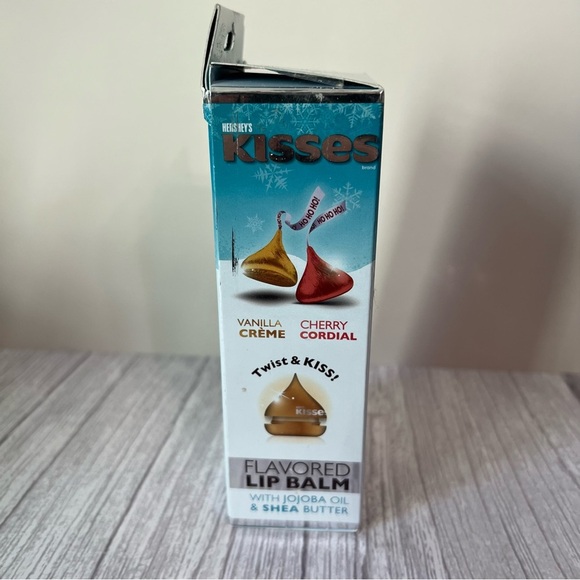 HERSHEY'S
KISSES
brand
HO HO HO!
HO HO HO!
VANILLA CRÈME
CHERRY CORDIAL
Twist & KISS!
KISSES
FLAVORED
LIP BALM
WITH JOJOBA OIL
& SHEA BUTTER